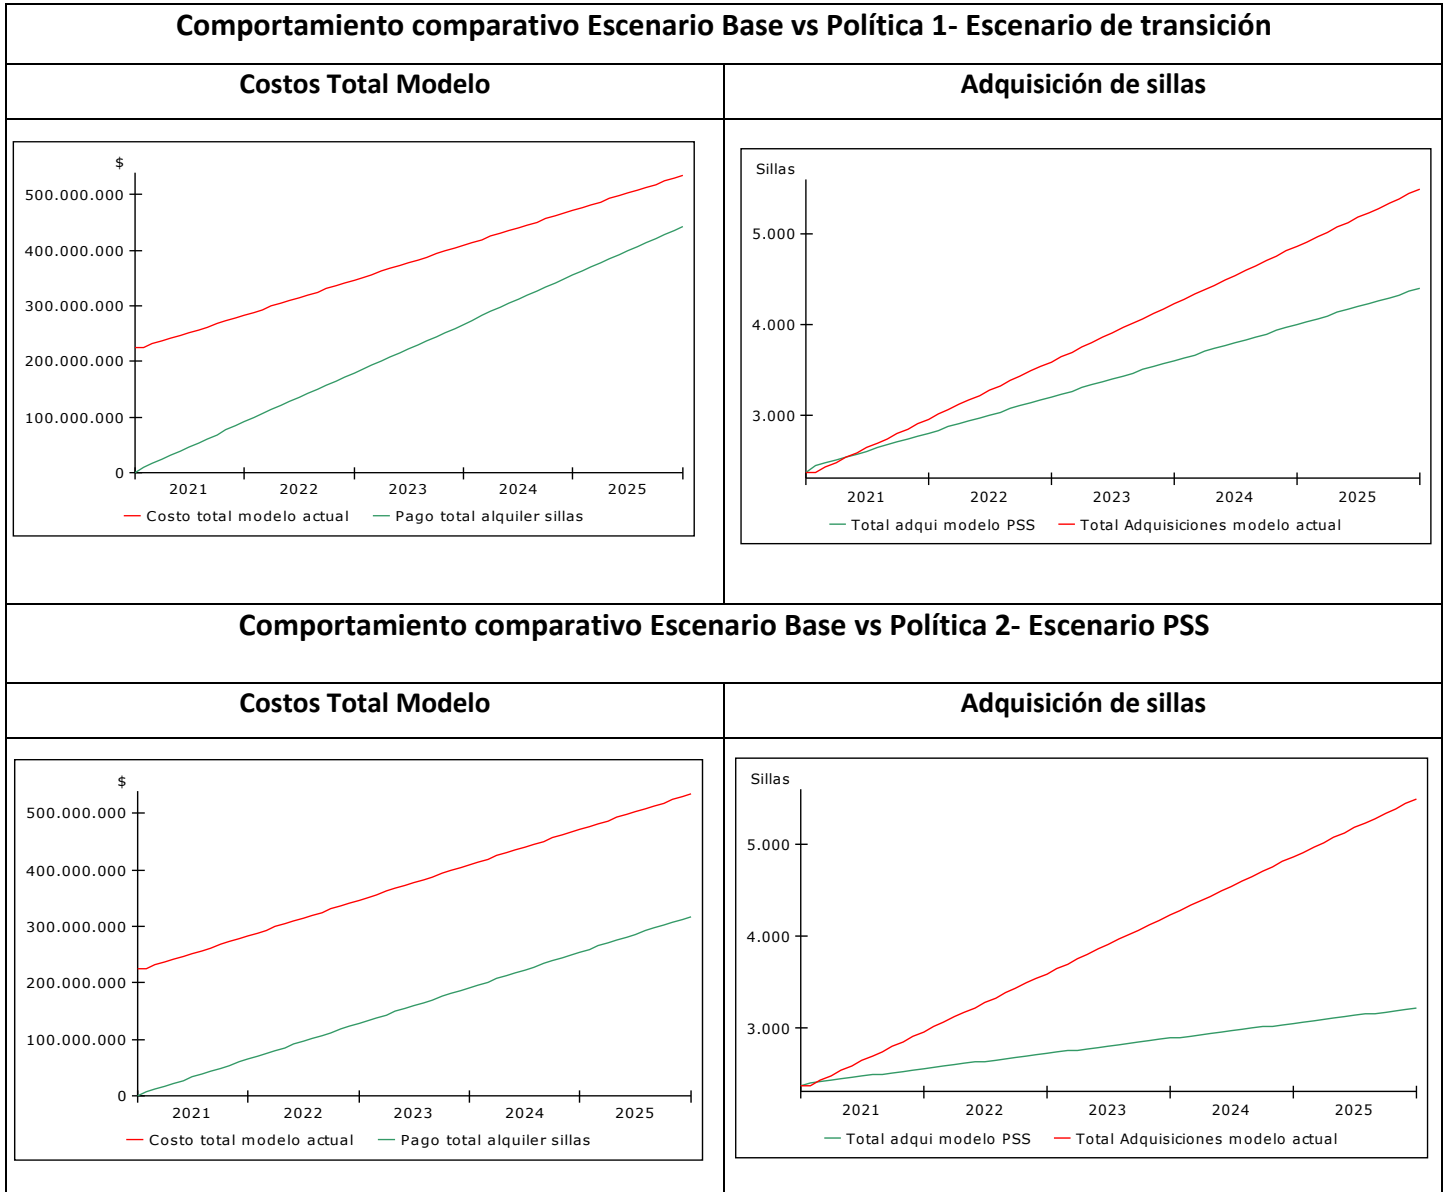 Comportamiento comparativo Escenario Base vs Política 1- Escenario de transición
Costos Total Modelo
Adquisición de sillas
$
500.000.000
400.000.000
300.000.000
200.000.000
100.000.000
0
2021 2022 2023 2024 2025
Costo total modelo actual Pago total alquiler sillas
Sillas
5.000
4.000
3.000
2021 2022 2023 2024 2025
Total adqui modelo PSS Total Adquisiciones modelo actual
Comportamiento comparativo Escenario Base vs Política 2- Escenario PSS
Costos Total Modelo
Adquisición de sillas
$
500.000.000
400.000.000
300.000.000
200.000.000
100.000.000
0
2021 2022 2023 2024 2025
Costo total modelo actual Pago total alquiler sillas
Sillas
5.000
4.000
3.000
2021 2022 2023 2024 2025
Total adqui modelo PSS Total Adquisiciones modelo actual